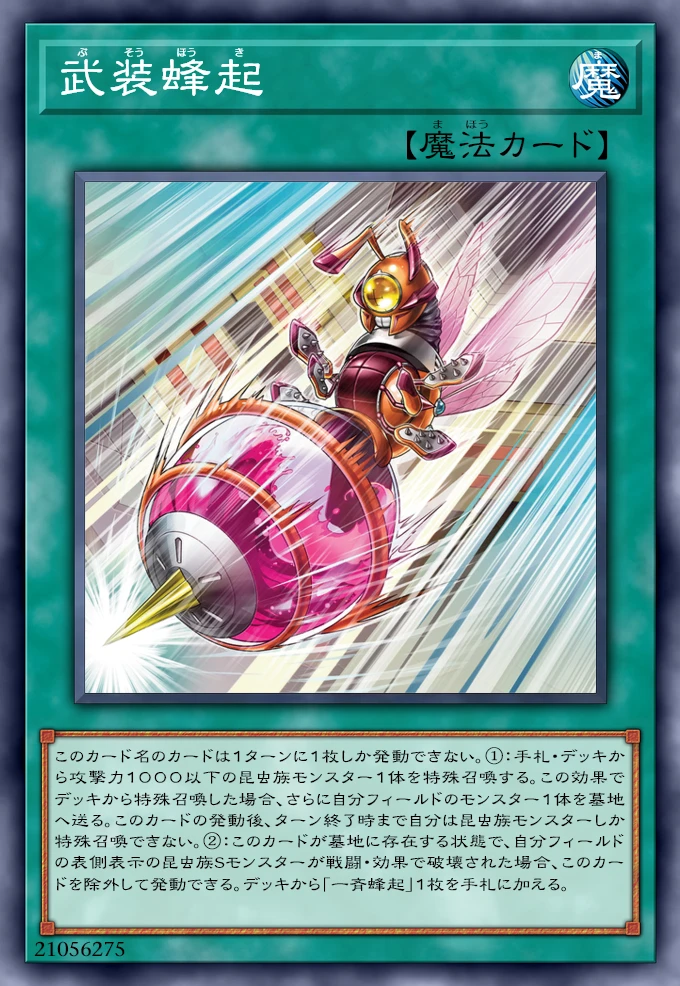 ぶ そう ほう き
武装蜂起
ま
魔
ま ほう
【魔法カード】
このカード名のカードは1ターンに1枚しか発動できない。①:手札・デッキか
ら攻撃力1000以下の昆虫族モンスター1体を特殊召喚する。この効果で
デッキから特殊召喚した場合、さらに自分フィールドのモンスター1体を墓地
へ送る。このカードの発動後、ターン終了時まで自分は昆虫族モンスターしか
特殊召喚できない。②:このカードが墓地に存在する状態で、自分フィールド
の表側表示の昆虫族Sモンスターが戦闘・効果で破壊された場合、このカー
ドを除外して発動できる。デッキから「一斉蜂起」1枚を手札に加える。
21056275